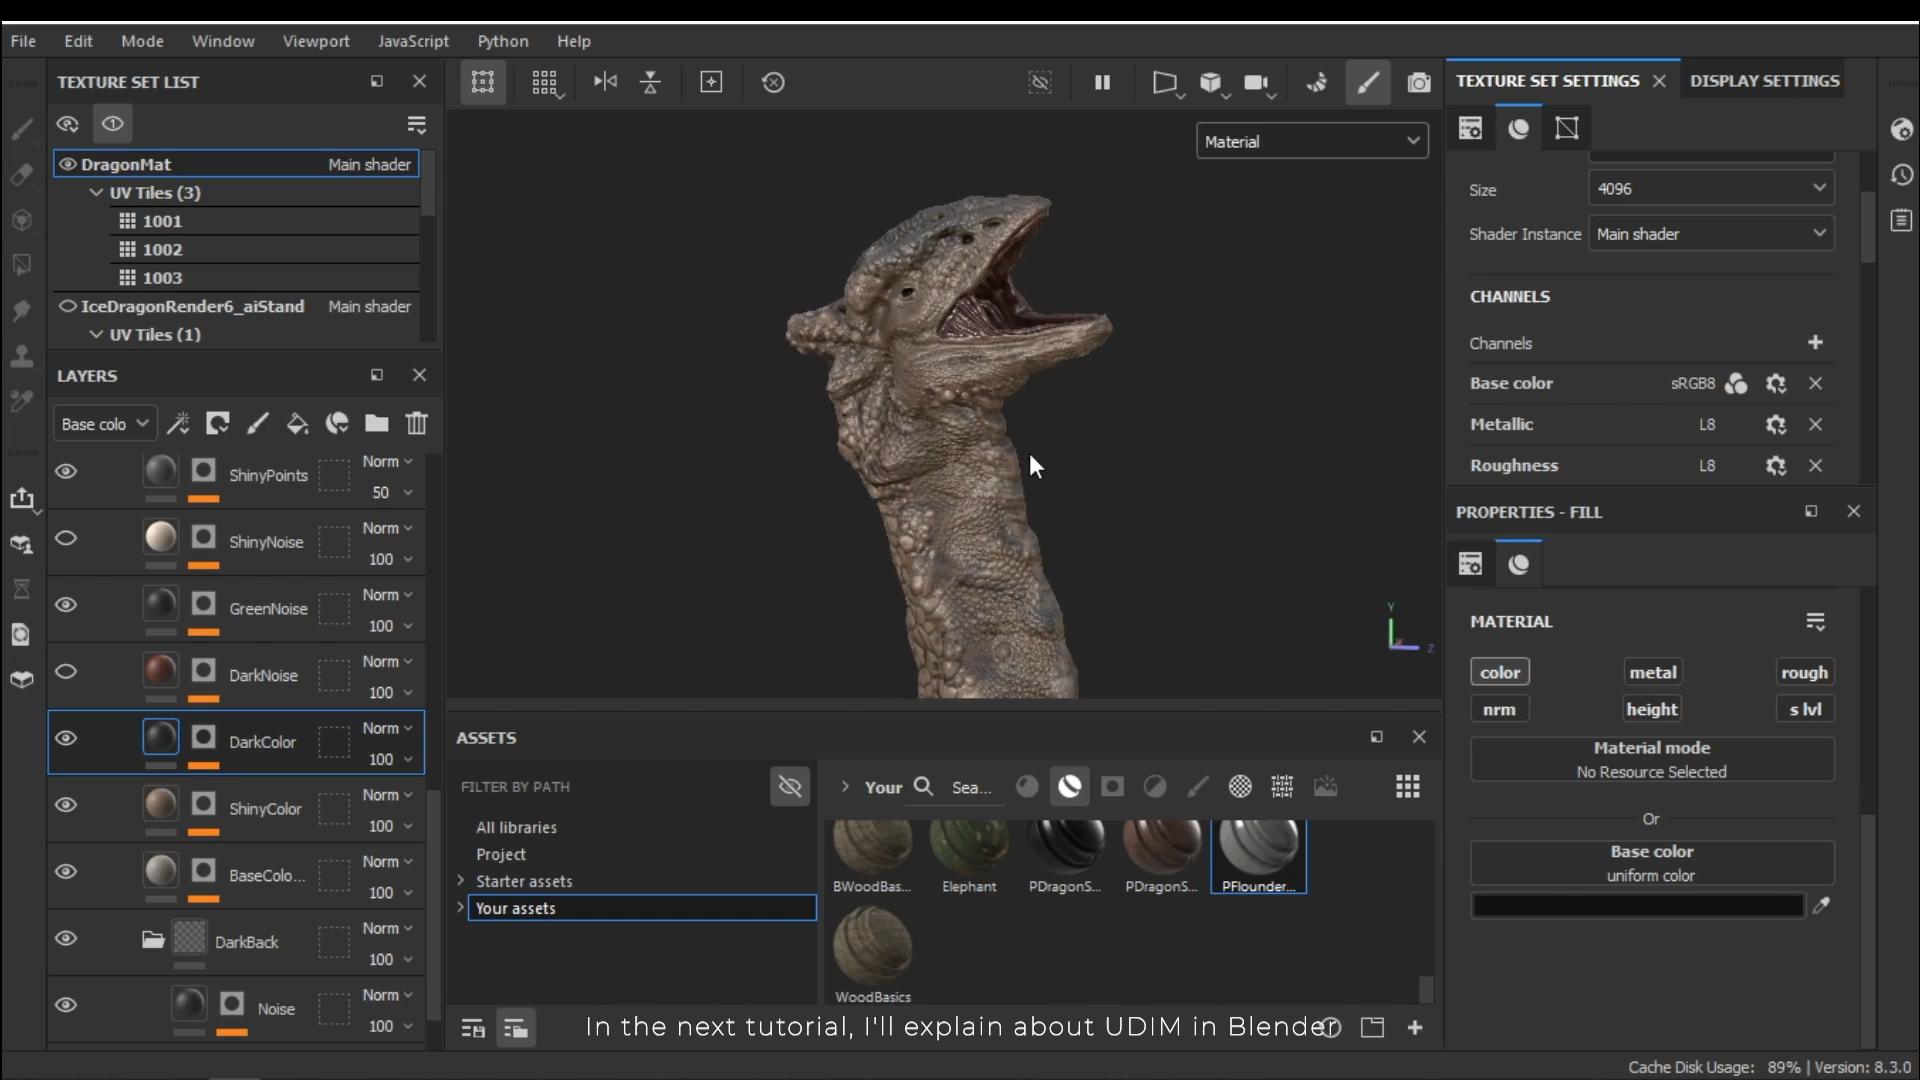 File Edit Mode Window Viewport JavaScript Python Help
TEXTURE SET LIST
DragonMat Main shader
UV Tiles (3)
1001
1002
1003
IceDragonRender6_aiStand Main shader
UV Tiles (1)
LAYERS
Base colo
ShinyPoints Norm
50
ShinyNoise Norm
100
GreenNoise Norm
100
DarkNoise Norm
100
DarkColor Norm
100
ShinyColor Norm
100
BaseColo... Norm
100
DarkBack Norm
100
Noise Norm
100
Material
Y
Z
ASSETS
FILTER BY PATH
All libraries
Project
Starter assets
Your assets
Your Sea...
BWoodBas... Elephant PDragonS... PDragonS... PFlounder...
WoodBasics
In the next tutorial, I'll explain about UDIM in Blender
TEXTURE SET SETTINGS DISPLAY SETTINGS
Size 4096
Shader Instance Main shader
CHANNELS
Channels
Base color sRGB8
Metallic L8
Roughness L8
PROPERTIES - FILL
MATERIAL
color metal rough
nrm height s lvl
Material mode
No Resource Selected
Or
Base color
uniform color
Cache Disk Usage: 89% | Version: 8.3.0